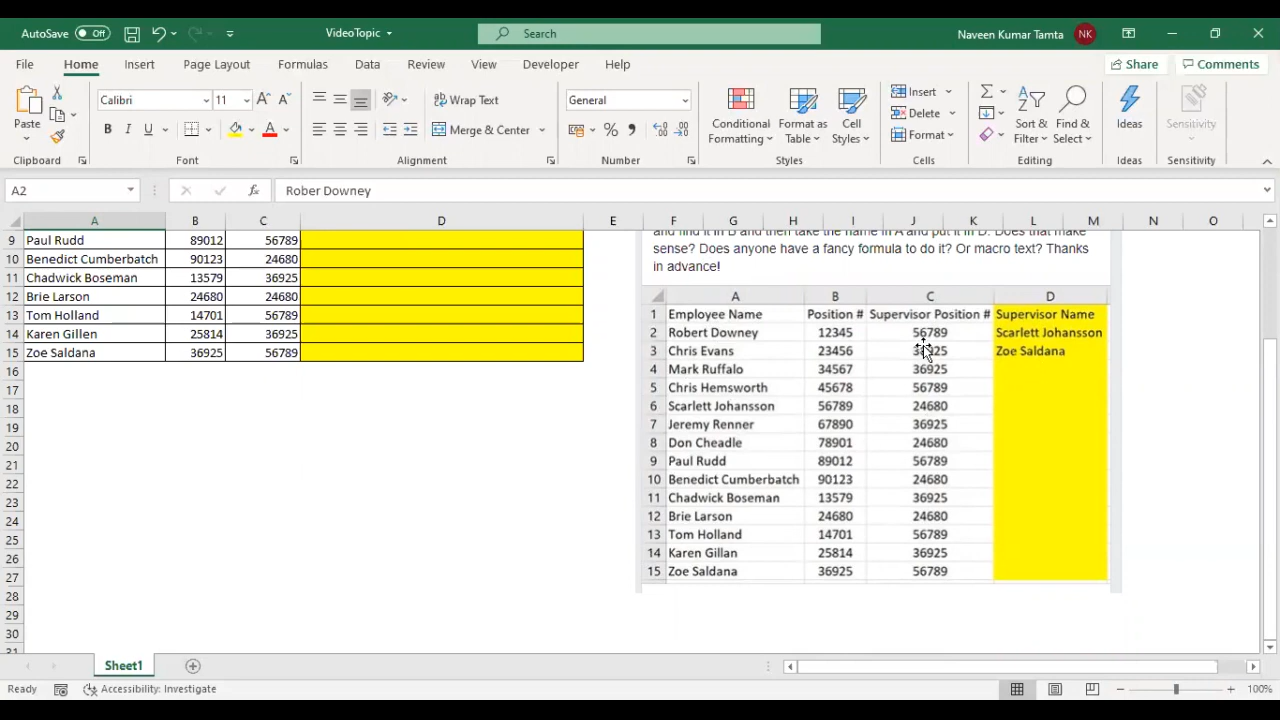 AutoSave Off VideoTopic Search Naveen Kumar Tamta NK
File Home Insert Page Layout Formulas Data Review View Developer Help Share Comments
Calibri 11 Wrap Text General Insert
Paste Merge & Center Conditional Formatting Format as Table Cell Styles Delete Sort & Filter Find & Select Ideas Sensitivity
Format
Clipboard Font Alignment Number Styles Cells Editing Ideas Sensitivity
A2 fx Rober Downey
A B C D E F G H I J K L M N O
and find it in B and then take the name in A and put it in D. Does that make
sense? Does anyone have a fancy formula to do it? Or macro text? Thanks
in advance!
9 Paul Rudd 89012 56789
10 Benedict Cumberbatch 90123 24680
11 Chadwick Boseman 13579 36925
12 Brie Larson 24680 24680
13 Tom Holland 14701 56789
14 Karen Gillen 25814 36925
15 Zoe Saldana 36925 56789
16
17
18
19
20
21
22
23
24
25
26
27
28
29
30
A B C D
1 Employee Name Position # Supervisor Position # Supervisor Name
2 Robert Downey 12345 56789 Scarlett Johansson
3 Chris Evans 23456 Zoe Saldana
4 Mark Ruffalo 34567 36925
5 Chris Hemsworth 45678 56789
6 Scarlett Johansson 56789 24680
7 Jeremy Renner 67890 36925
8 Don Cheadle 78901 24680
9 Paul Rudd 89012 56789
10 Benedict Cumberbatch 90123 24680
11 Chadwick Boseman 13579 36925
12 Brie Larson 24680 24680
13 Tom Holland 14701 56789
14 Karen Gillan 25814 36925
15 Zoe Saldana 36925 56789
Sheet1
Ready Accessibility: Investigate 100%